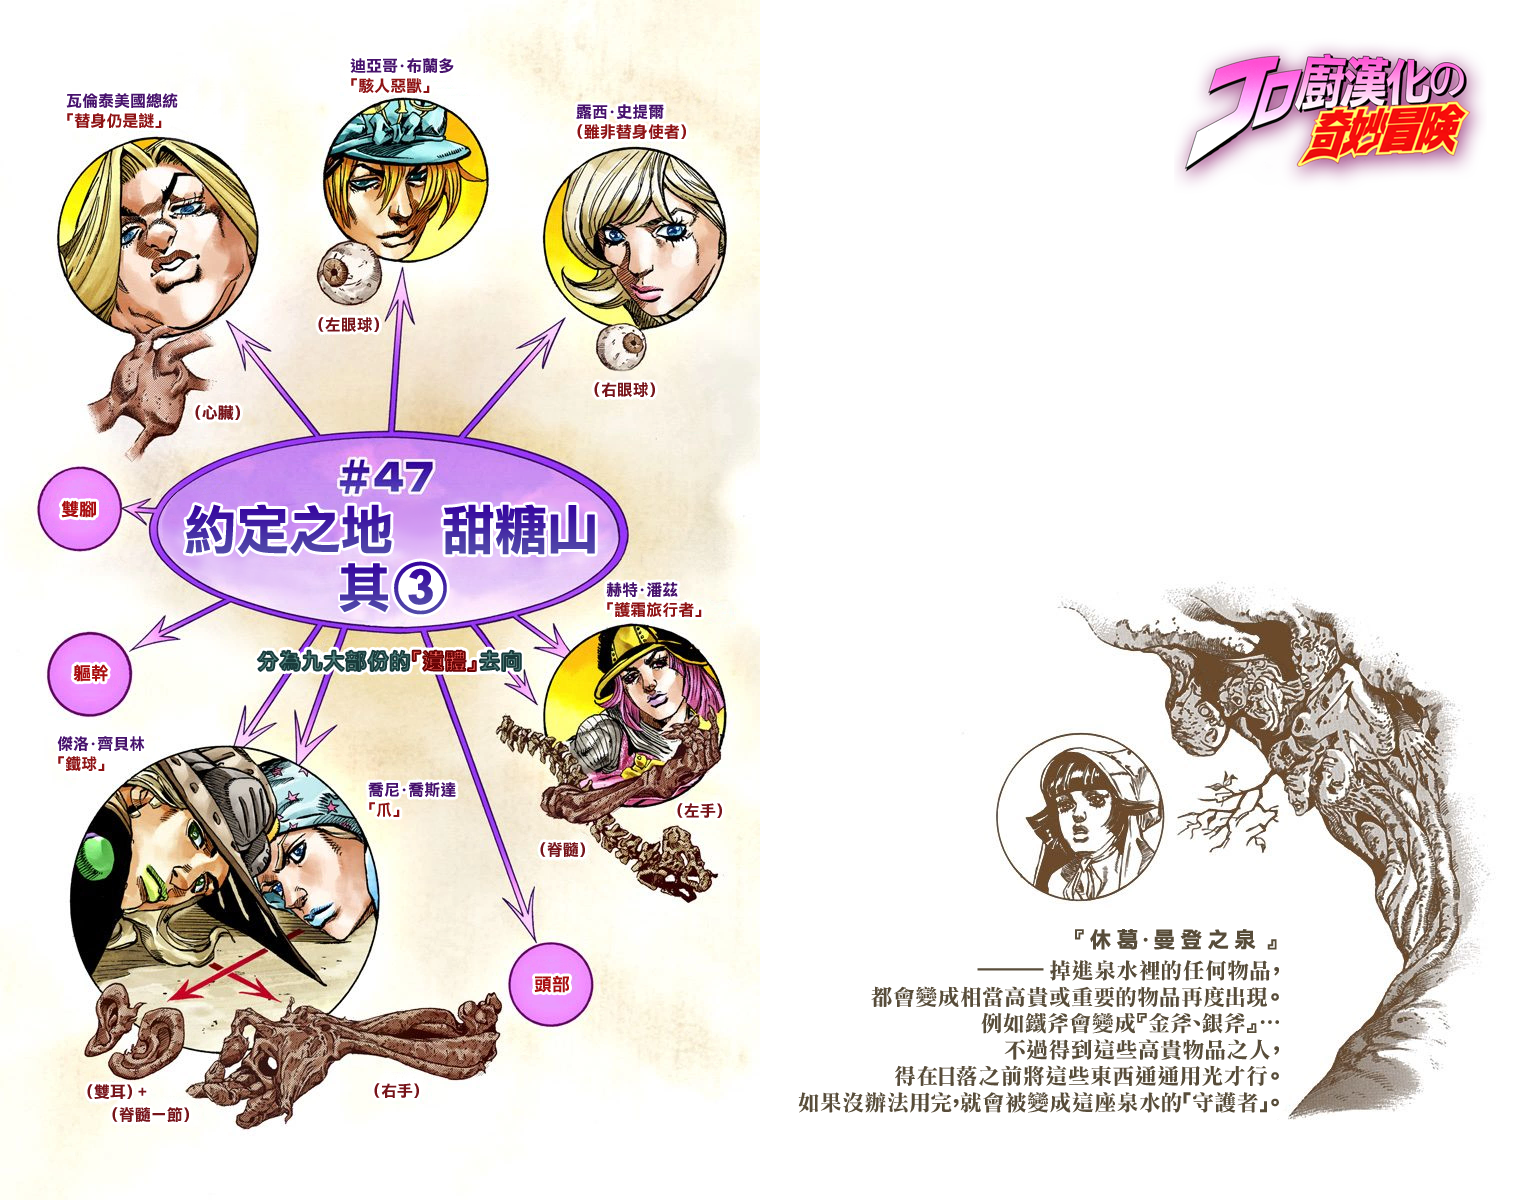 JO廚漢化の
奇妙冒険
瓦倫泰美國總統
「替身仍是謎」
迪亞哥·布蘭多
「駭人惡獸」
露西·史提爾
（雖非替身使者）
（左眼球）
（右眼球）
（心臟）
#47
約定之地　甜糖山
其③
雙腳
軀幹
赫特·潘茲
「護霜旅行者」
分為九大部份的『遺體』去向
傑洛·齊貝林
「鐵球」
喬尼·喬斯達
「爪」
（左手）
（脊髓）
頭部
（雙耳）+
（脊髓一節）
（右手）
『休葛·曼登之泉 』
——— 掉進泉水裡的任何物品，
都會變成相當高貴或重要的物品再度出現。
例如鐵斧會變成『金斧、銀斧』…
不過得到這些高貴物品之人，
得在日落之前將這些東西通通用光才行。
如果沒辦法用完，就會被變成這座泉水的「守護者」。